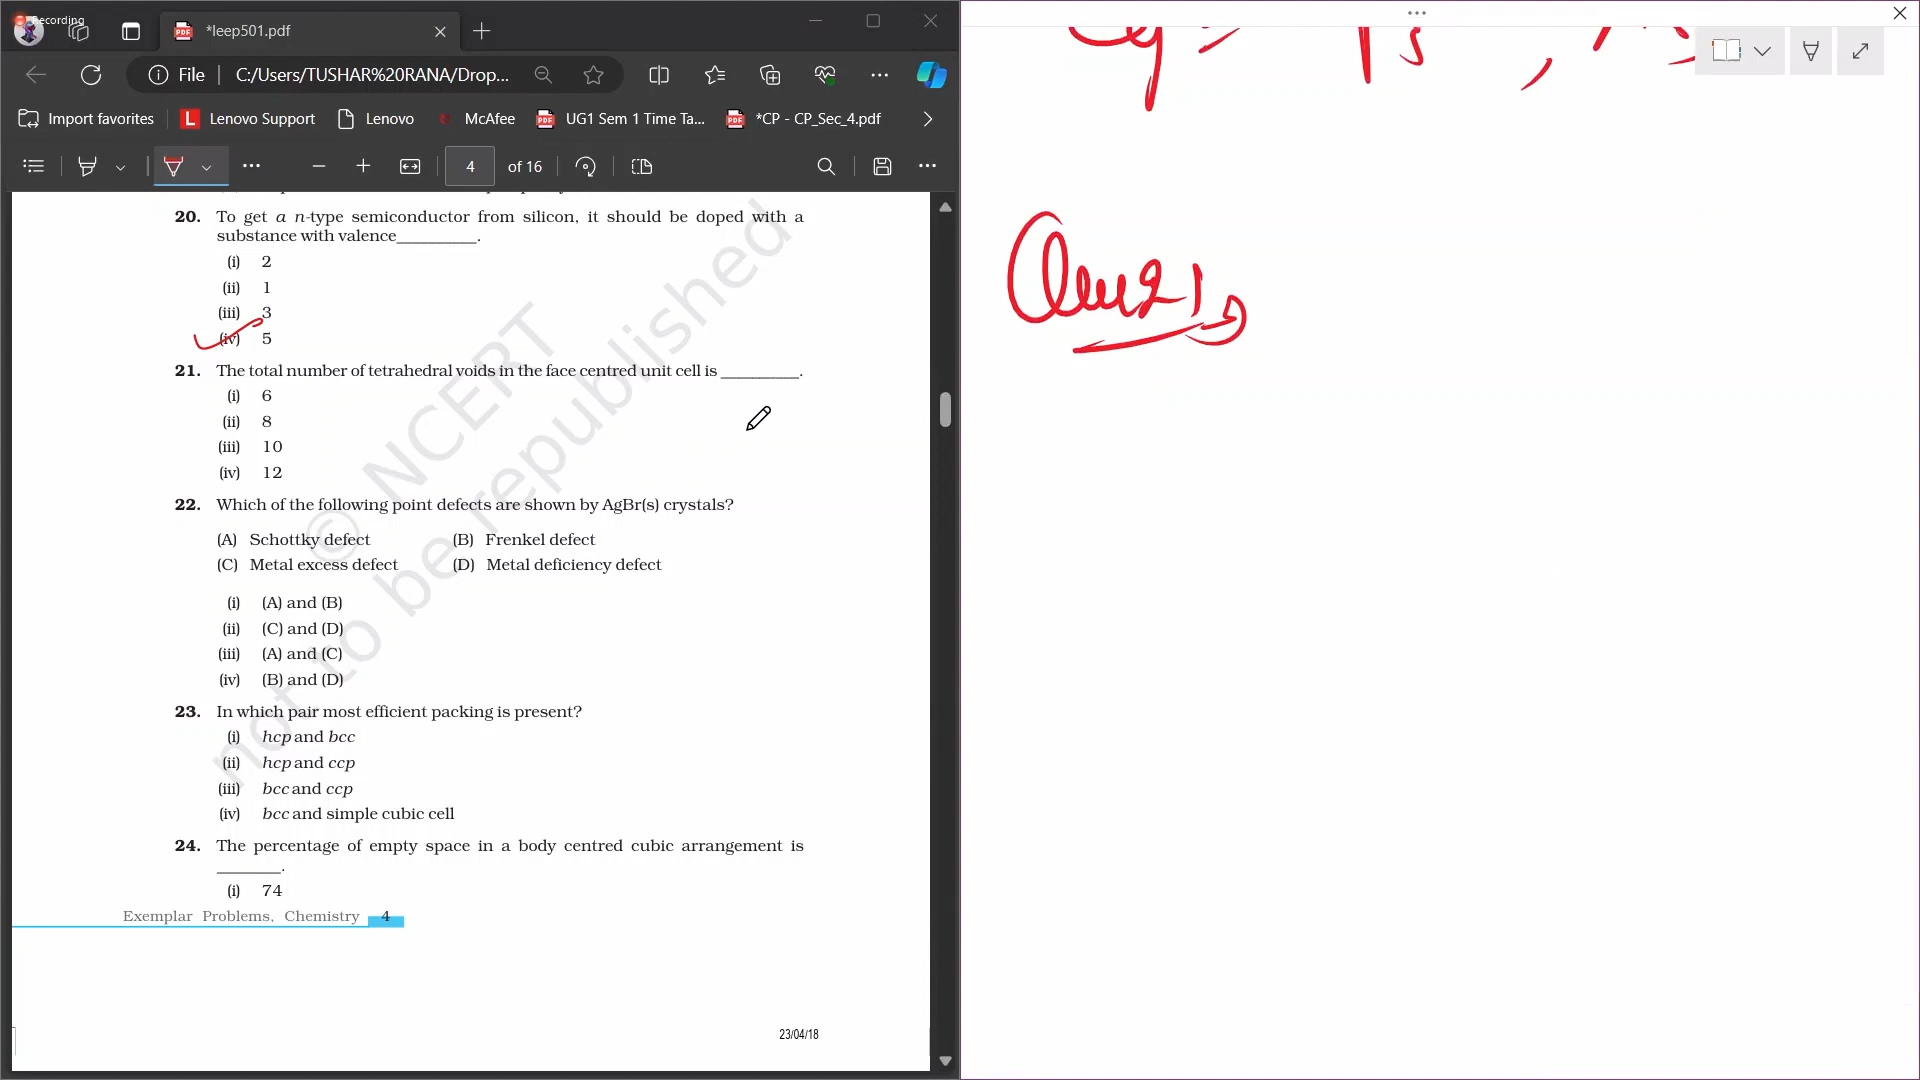 Recording
*leep501.pdf
File
C:/Users/TUSHAR%20RANA/Drop...
Import favorites
Lenovo Support
Lenovo
McAfee
UG1 Sem 1 Time Ta...
*CP - CP_Sec_4.pdf
4 of 16
20. To get a n-type semiconductor from silicon, it should be doped with a
substance with valence__________.
(i) 2
(ii) 1
(iii) 3
(iv) 5
21. The total number of tetrahedral voids in the face centred unit cell is __________.
(i) 6
(ii) 8
(iii) 10
(iv) 12
22. Which of the following point defects are shown by AgBr(s) crystals?
(A) Schottky defect (B) Frenkel defect
(C) Metal excess defect (D) Metal deficiency defect
(i) (A) and (B)
(ii) (C) and (D)
(iii) (A) and (C)
(iv) (B) and (D)
23. In which pair most efficient packing is present?
(i) hcp and bcc
(ii) hcp and ccp
(iii) bcc and ccp
(iv) bcc and simple cubic cell
24. The percentage of empty space in a body centred cubic arrangement is
________.
(i) 74
Exemplar Problems, Chemistry 4
23/04/18
© NCERT
not to be republished
21